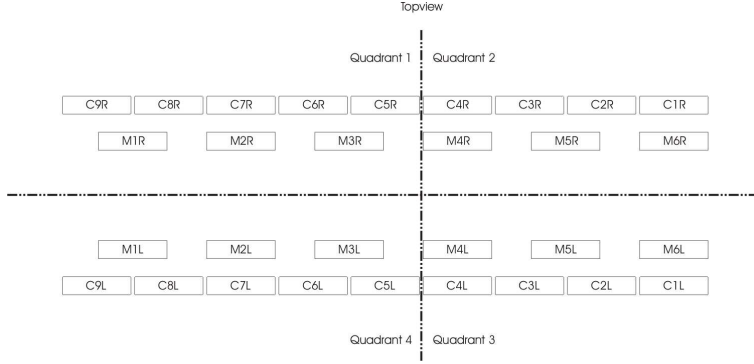 Topview
Quadrant 1 Quadrant 2
C9R C8R C7R C6R C5R C4R C3R C2R C1R
M1R M2R M3R M4R M5R M6R
M1L M2L M3L M4L M5L M6L
C9L C8L C7L C6L C5L C4L C3L C2L C1L
Quadrant 4 Quadrant 3